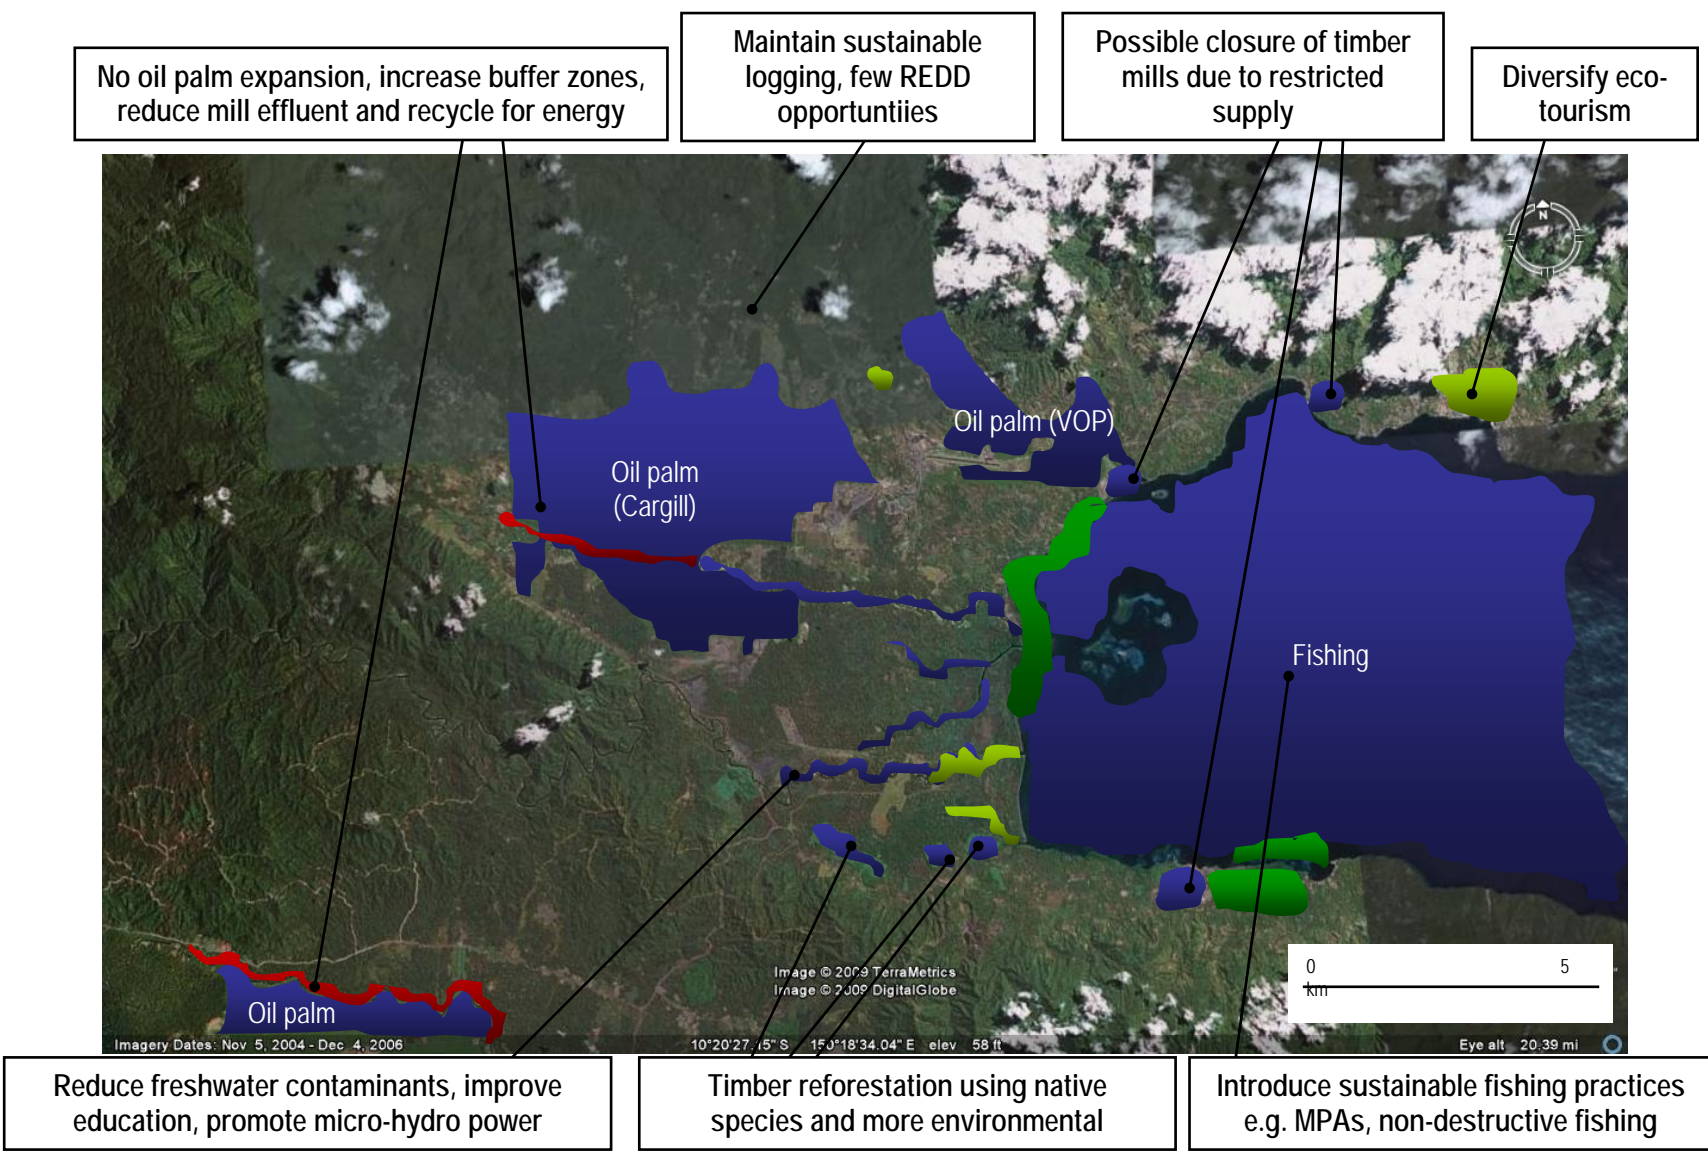 No oil palm expansion, increase buffer zones,
reduce mill effluent and recycle for energy
Maintain sustainable
logging, few REDD
opportuntiies
Possible closure of timber
mills due to restricted
supply
Diversify eco-
tourism
N
Oil palm (VOP)
Oil palm
(Cargill)
Fishing
Oil palm
0 5
km
Image © 2009 TerraMetrics
Image © 2009 DigitalGlobe
Imagery Dates: Nov 5, 2004 - Dec 4, 2006
10°20'27.15" S 150°18'34.04" E elev 58 ft
Eye alt 20.39 mi
Reduce freshwater contaminants, improve
education, promote micro-hydro power
Timber reforestation using native
species and more environmental
Introduce sustainable fishing practices
e.g. MPAs, non-destructive fishing